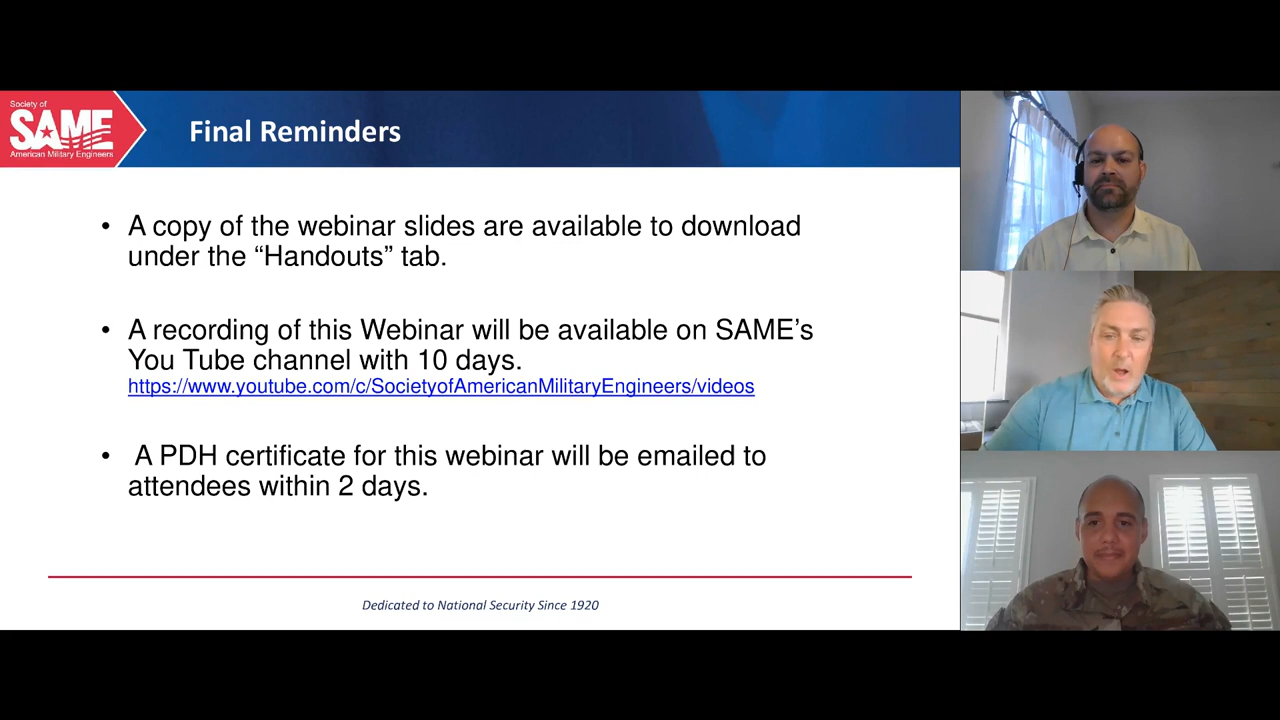 Society of
SAME
American Military Engineers
Final Reminders
• A copy of the webinar slides are available to download
under the “Handouts” tab.
• A recording of this Webinar will be available on SAME’s
You Tube channel with 10 days.
https://www.youtube.com/c/SocietyofAmericanMilitaryEngineers/videos
• A PDH certificate for this webinar will be emailed to
attendees within 2 days.
Dedicated to National Security Since 1920